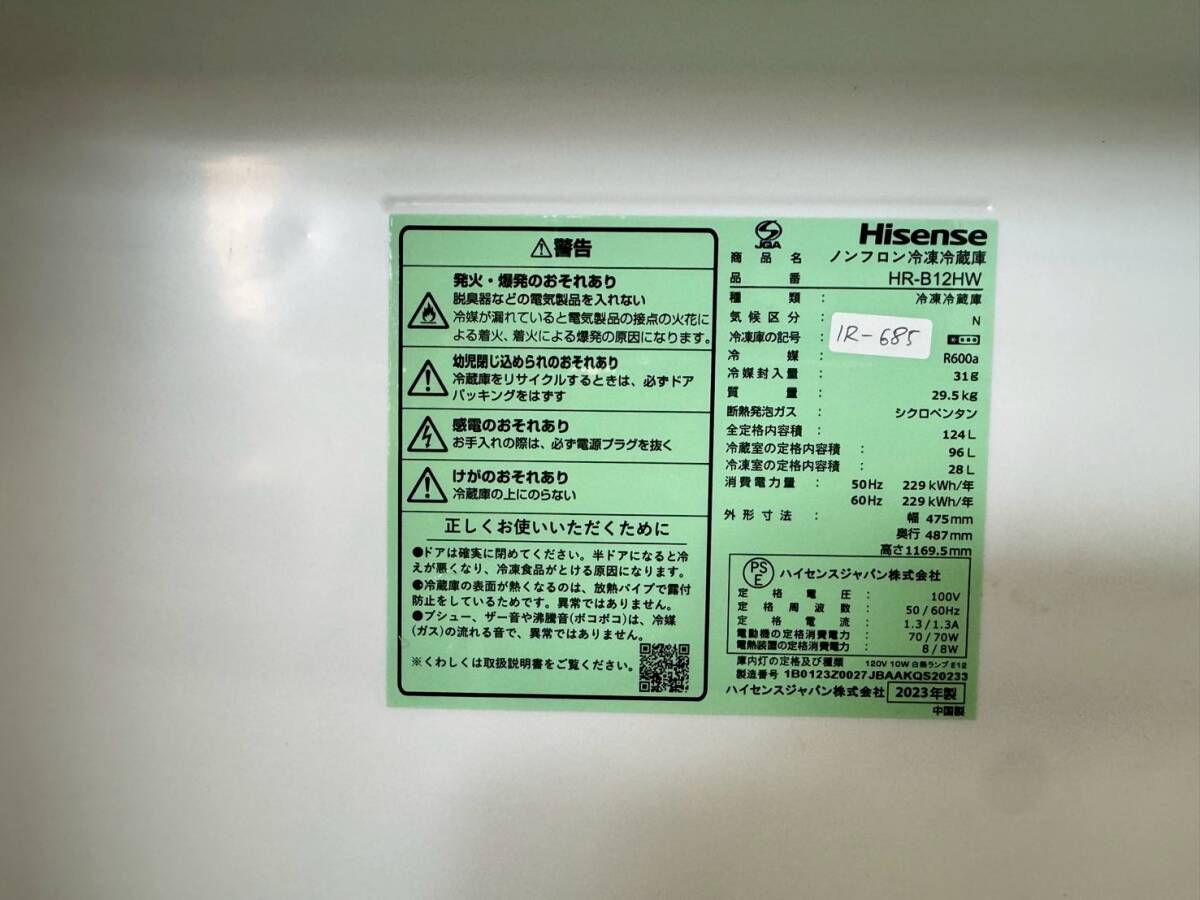 警告
発火・爆発のおそれあり
脱臭器などの電気製品を入れない
冷媒が漏れていると電気製品の接点の火花に
よる着火、着火による爆発の原因になります。
幼児閉じ込められのおそれあり
冷蔵庫をリサイクルするときは、必ずドア
パッキングをはずす
感電のおそれあり
お手入れの際は、必ず電源プラグを抜く
けがのおそれあり
冷蔵庫の上にのらない
正しくお使いいただくために
●ドアは確実に閉めてください。半ドアになると冷
えが悪くなり、冷凍食品がとける原因になります。
●冷蔵庫の表面が熱くなるのは、放熱パイプで露付
防止をしているためです。異常ではありません。
●プシュー、ザー音や沸騰音(ボコボコ)は、冷媒
(ガス)の流れる音で、異常ではありません。
※くわしくは取扱説明書をご覧ください。
JQA
Hisense
商品名 ノンフロン冷凍冷蔵庫
品番 HR-B12HW
種類 : 冷凍冷蔵庫
気候区分 : N
冷凍庫の記号 :
IR-685
冷媒 : R600a
冷媒封入量 : 31g
質量 : 29.5kg
断熱発泡ガス : シクロペンタン
全定格内容積 : 124L
冷蔵室の定格内容積 : 96L
冷凍室の定格内容積 : 28L
消費電力量 : 50Hz 229 kWh/年
60Hz 229 kWh/年
外形寸法 : 幅 475mm
奥行 487mm
高さ1169.5mm
PS
E ハイセンスジャパン株式会社
定格電圧 : 100V
定格周波数 : 50/60Hz
定格電流 : 1.3/1.3A
電動機の定格消費電力 : 70/70W
電熱装置の定格消費電力 : 8/8W
庫内灯の定格及び種類 120V 10W 白熱ランプ E12
製造番号 1B0123Z0027JBAAKQS20233
ハイセンスジャパン株式会社 2023年製
中国製